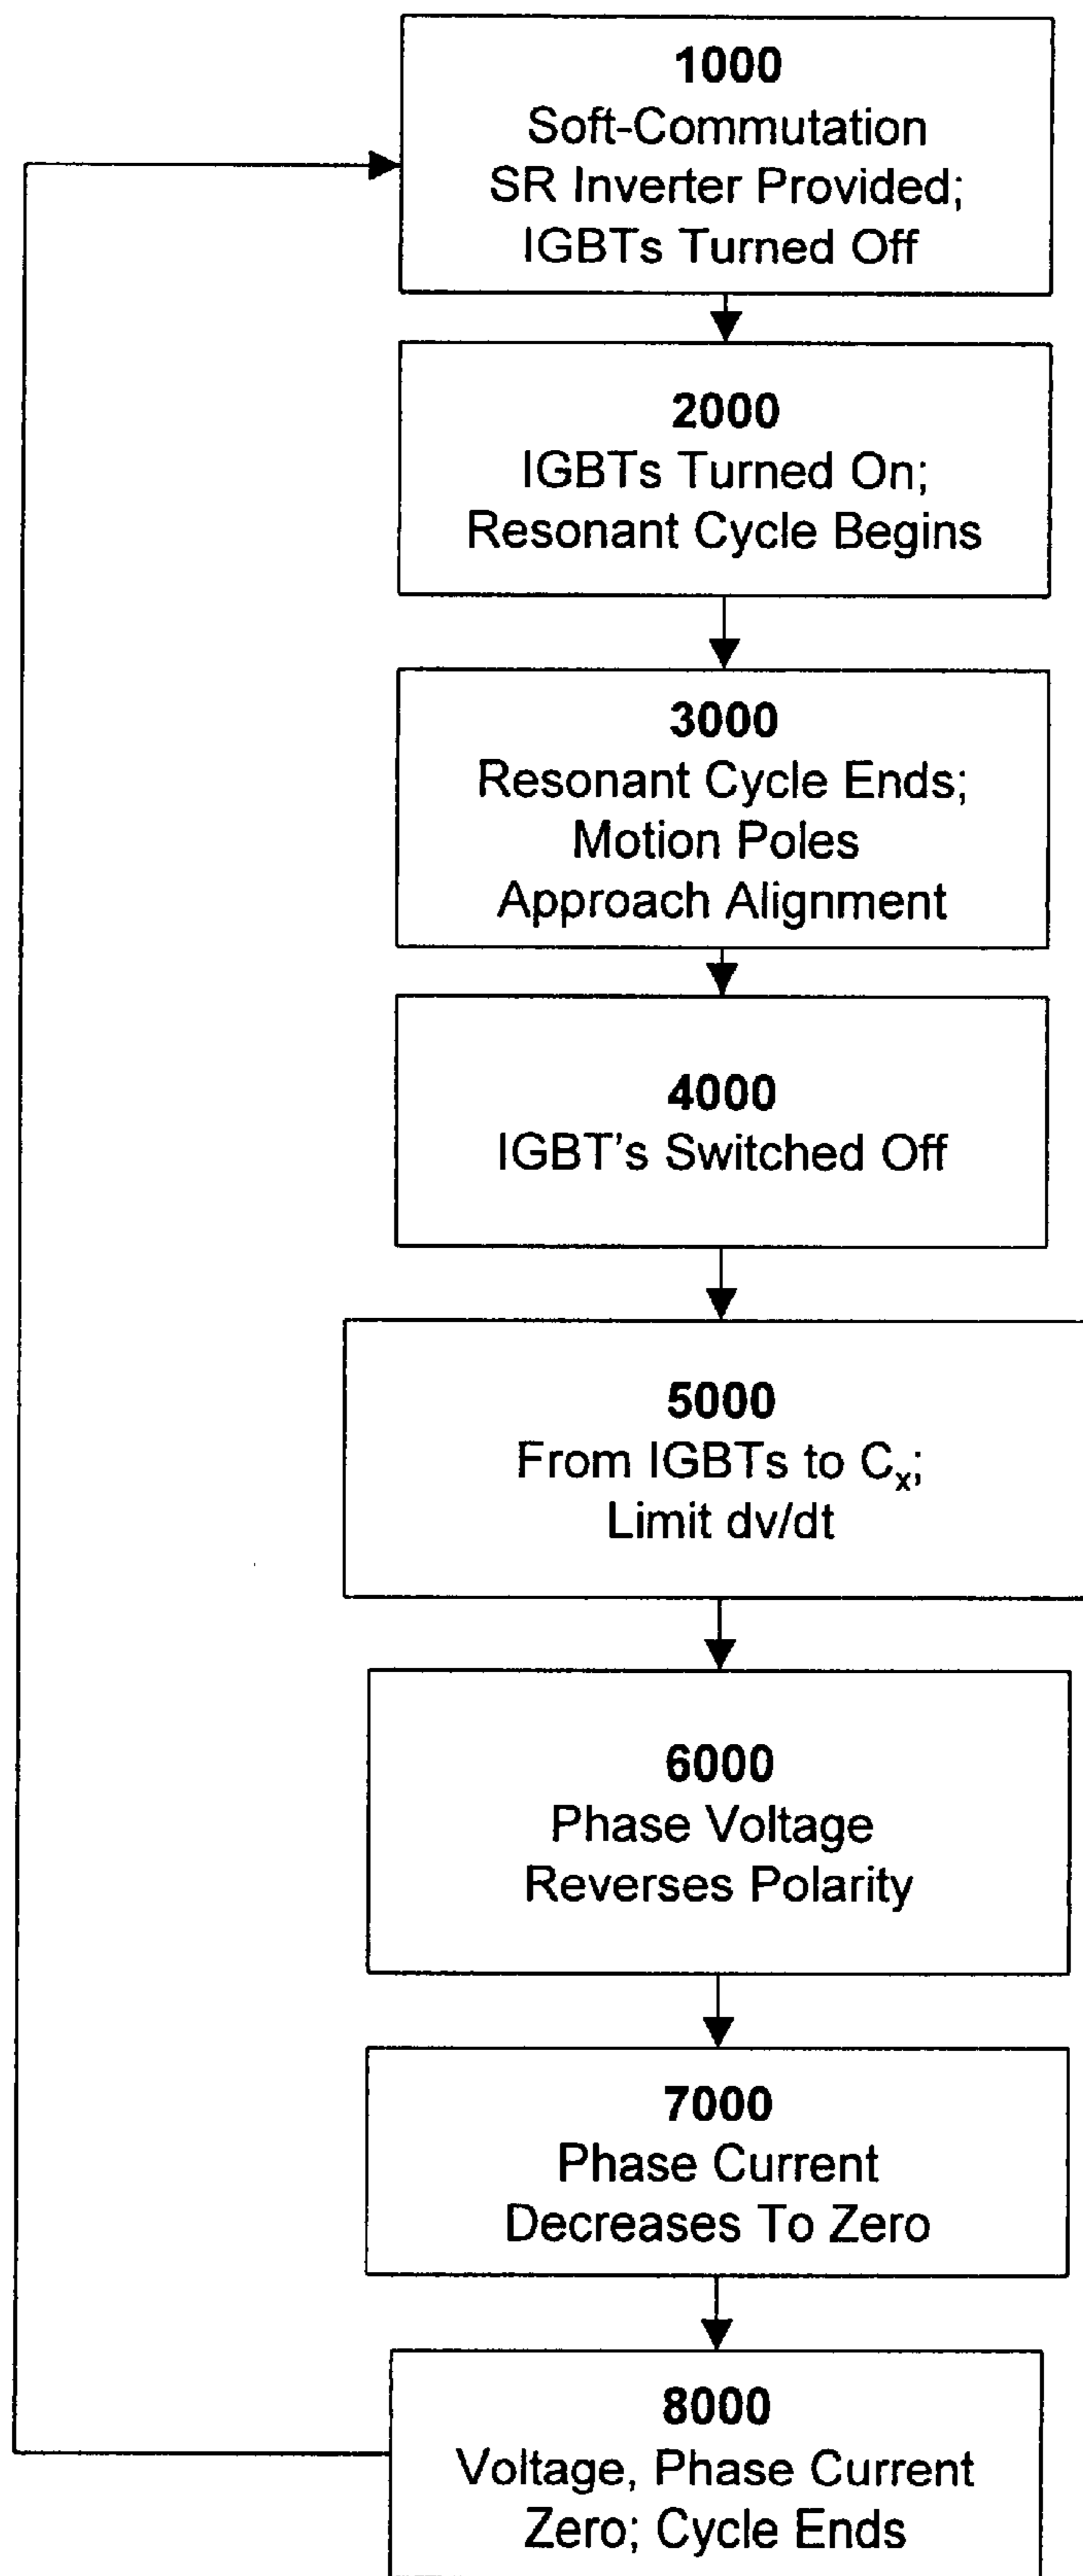 1000
Soft-Commutation
SR Inverter Provided;
IGBTs Turned Off
2000
IGBTs Turned On;
Resonant Cycle Begins
3000
Resonant Cycle Ends;
Motion Poles
Approach Alignment
4000
IGBT's Switched Off
5000
From IGBTs to Cx;
Limit dv/dt
6000
Phase Voltage
Reverses Polarity
7000
Phase Current
Decreases To Zero
8000
Voltage, Phase Current
Zero; Cycle Ends